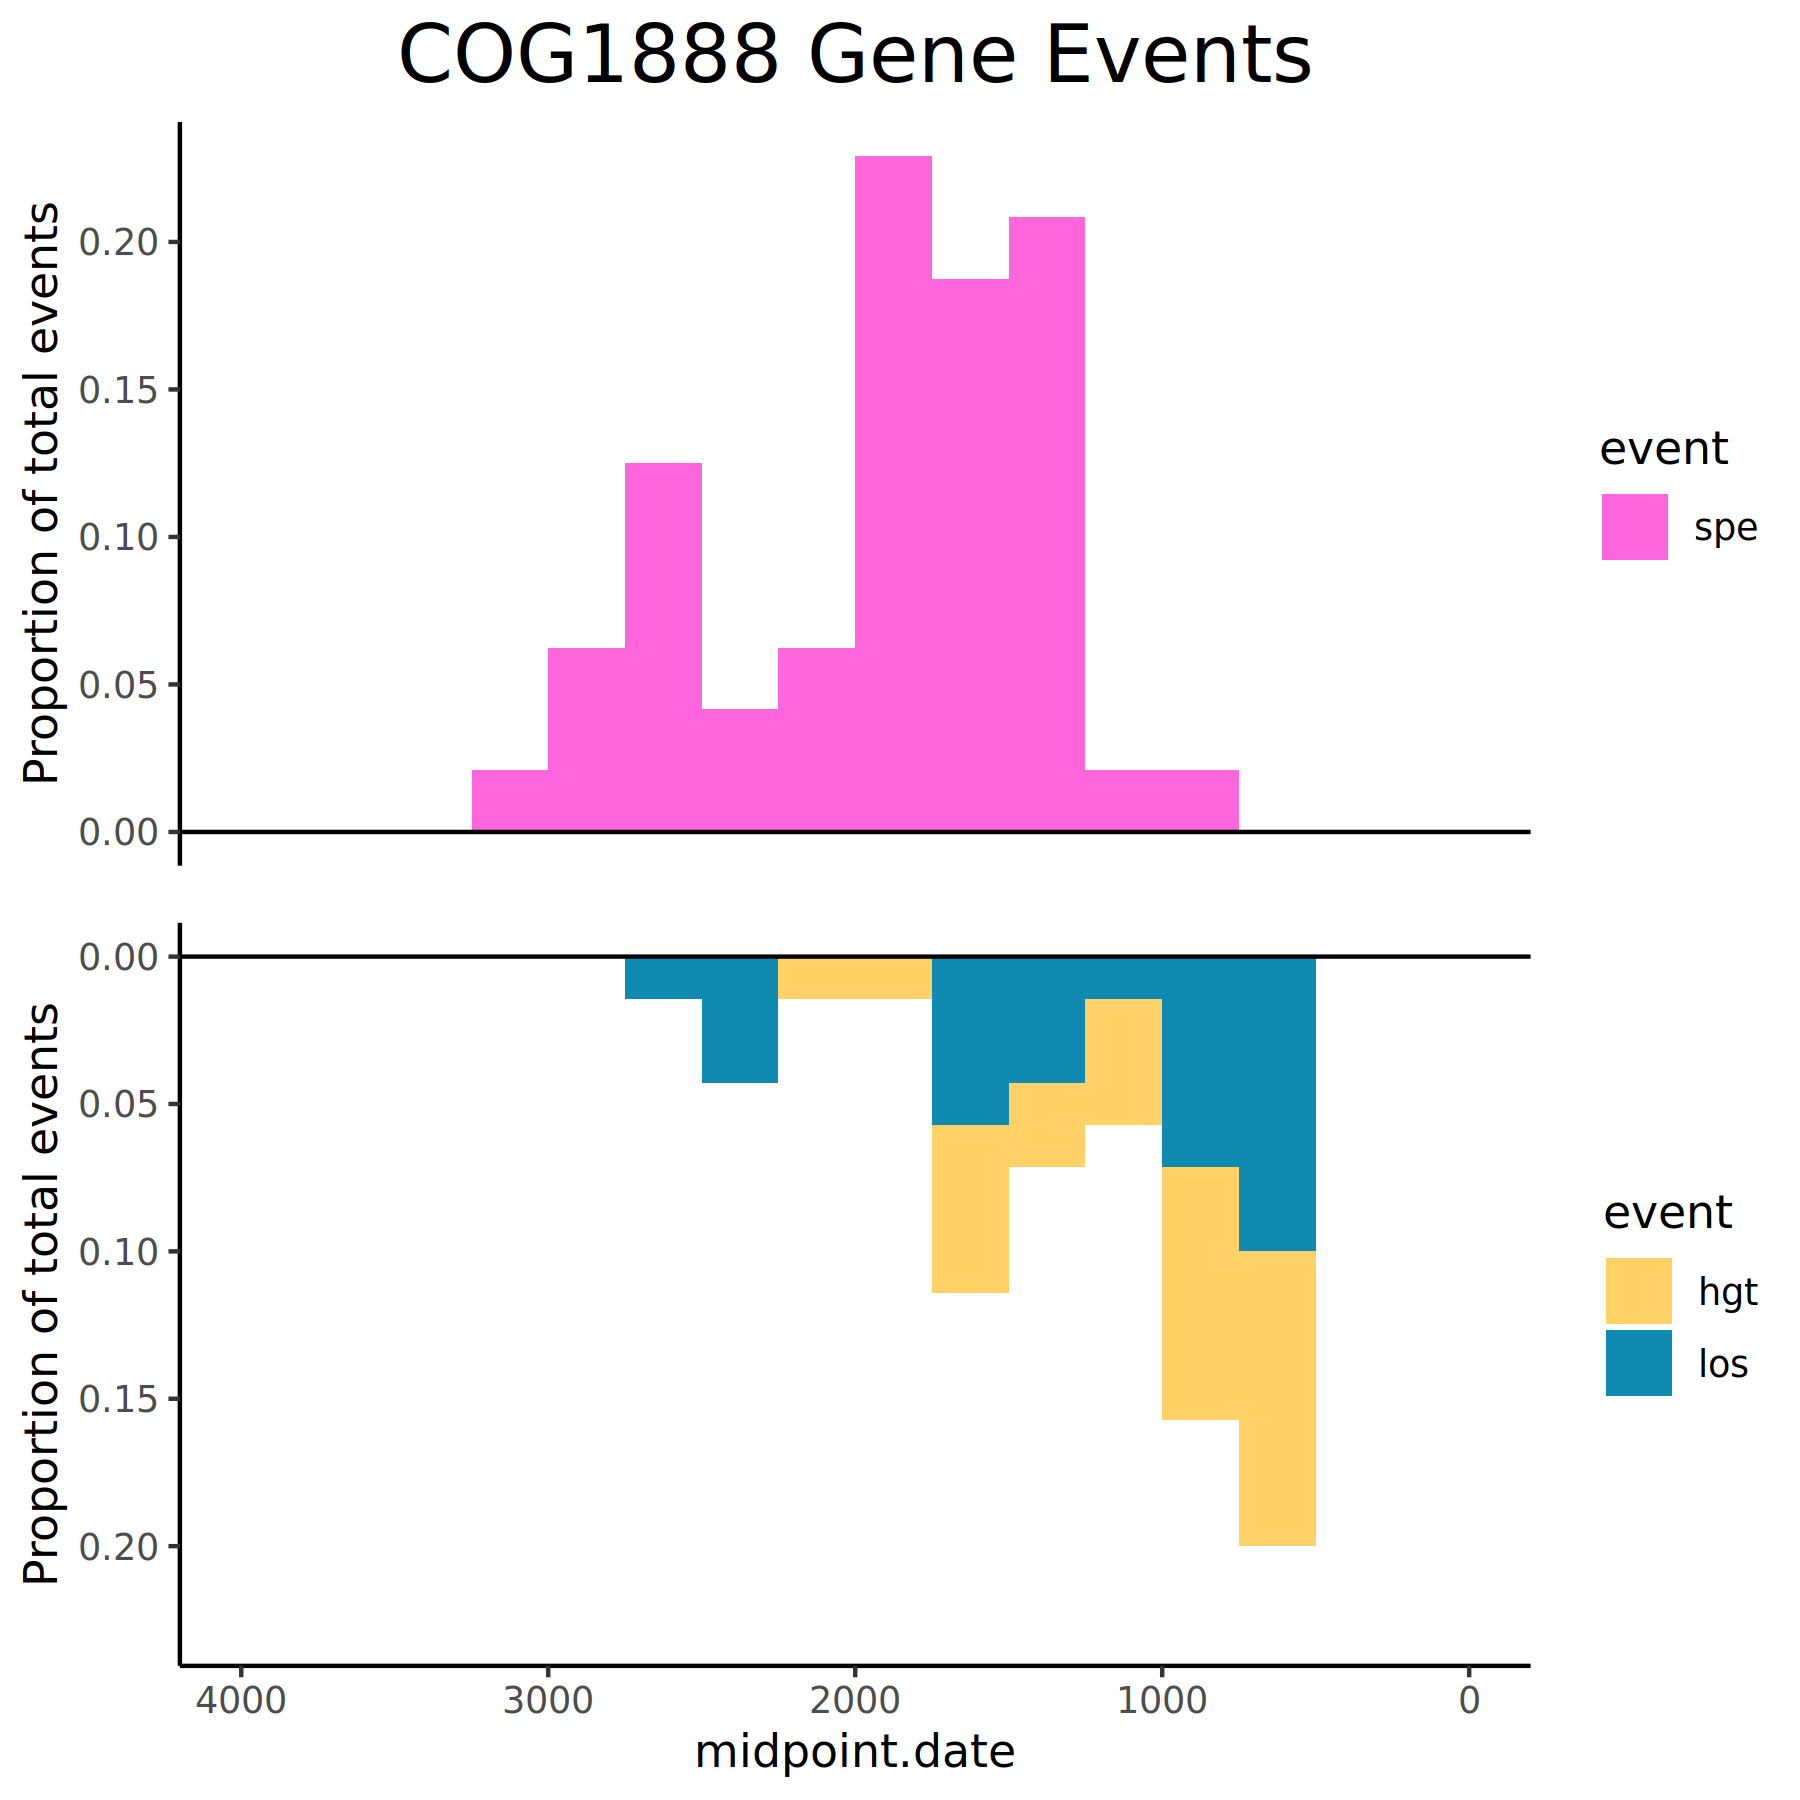 COG1888 Gene Events
Proportion of total events
0.20
0.15
0.10
0.05
0.00
event
spe
Proportion of total events
0.00
0.05
0.10
0.15
0.20
event
hgt
los
4000 3000 2000 1000 0
midpoint.date